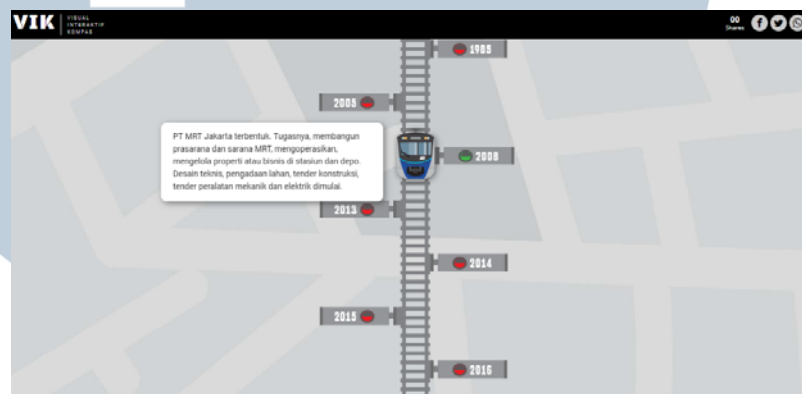 VIK
VISUAL
INTERAKTIF
KOMPAS
00
Shares
1985
2005
PT MRT Jakarta terbentuk. Tugasnya, membangun
prasarana dan sarana MRT, mengoperasikan,
mengelola properti atau bisnis di stasiun dan depo.
Desain teknis, pengadaan lahan, tender konstruksi,
tender peralatan mekanik dan elektrik dimulai.
2008
2013
2014
2015
2016